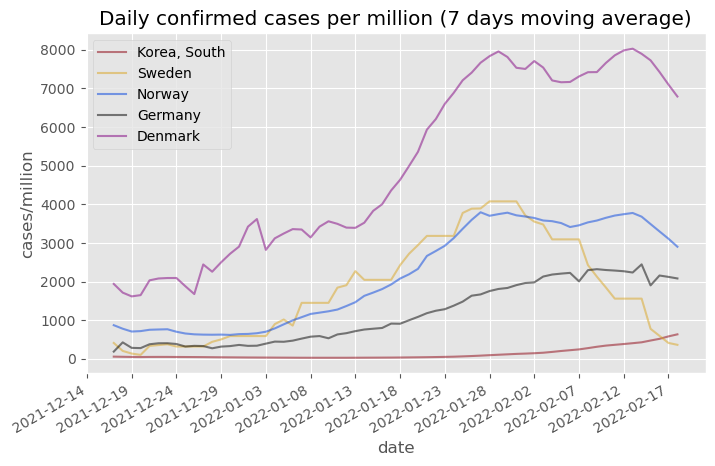 Daily confirmed cases per million (7 days moving average)
8000
7000
6000
5000
4000
3000
2000
1000
0
cases/million
Korea, South
Sweden
Norway
Germany
Denmark
2021-12-14
2021-12-19
2021-12-24
2021-12-29
2022-01-03
2022-01-08
2022-01-13
2022-01-18
2022-01-23
2022-01-28
2022-02-02
2022-02-07
2022-02-12
2022-02-17
date